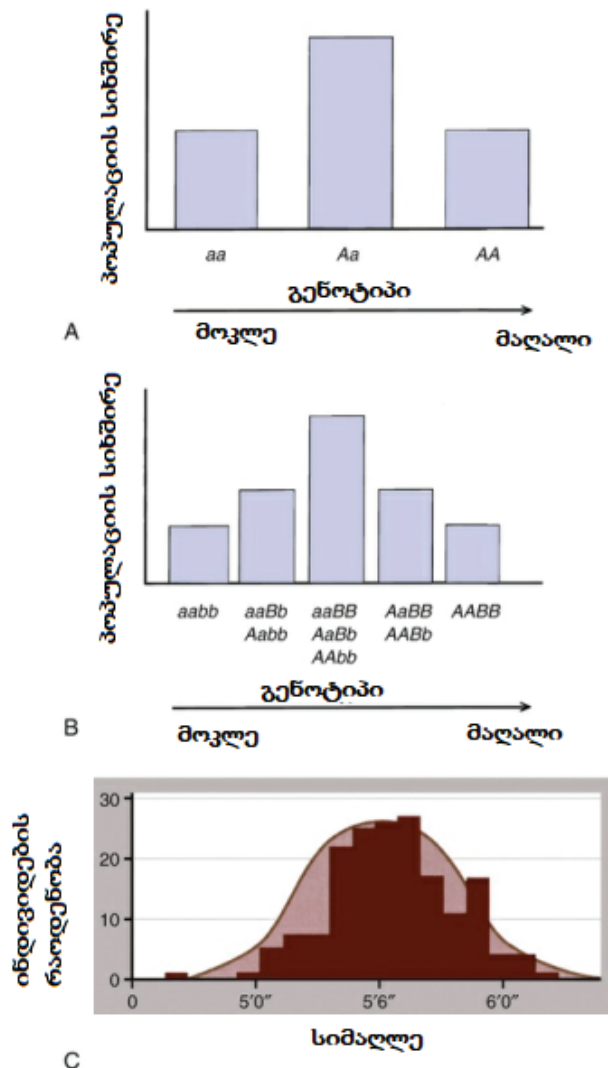 პოპულაციის სიხშირე
aa Aa AA
გენოტიპი
მოკლე მაღალი
A
პოპულაციის სიხშირე
aabb aaBb aaBB AaBB AABB
Aabb AaBb AABb
AAbb
გენოტიპი
მოკლე მაღალი
B
ინდივიდების
რაოდენობა
30
20
10
0
0 5'0" 5'6" 6'0"
სიმაღლე
C